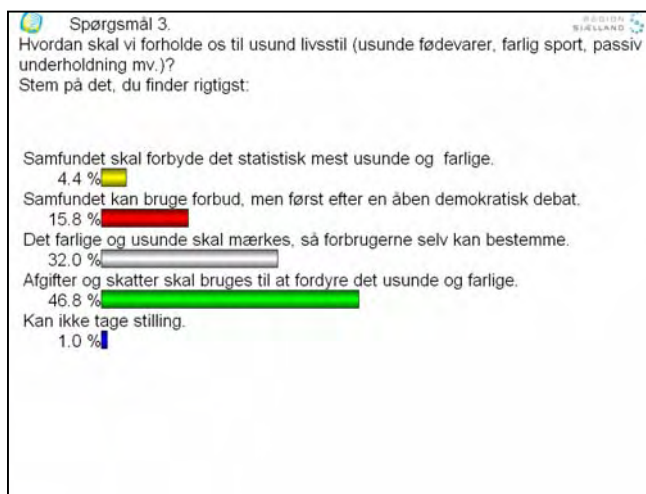 Spørgsmål 3.
REGION
SJÆLLAND
Hvordan skal vi forholde os til usund livsstil (usunde fødevarer, farlig sport, passiv
underholdning mv.)?
Stem på det, du finder rigtigst:
Samfundet skal forbyde det statistisk mest usunde og farlige.
4.4 %
Samfundet kan bruge forbud, men først efter en åben demokratisk debat.
15.8 %
Det farlige og usunde skal mærkes, så forbrugerne selv kan bestemme.
32.0 %
Afgifter og skatter skal bruges til at fordyre det usunde og farlige.
46.8 %
Kan ikke tage stilling.
1.0 %